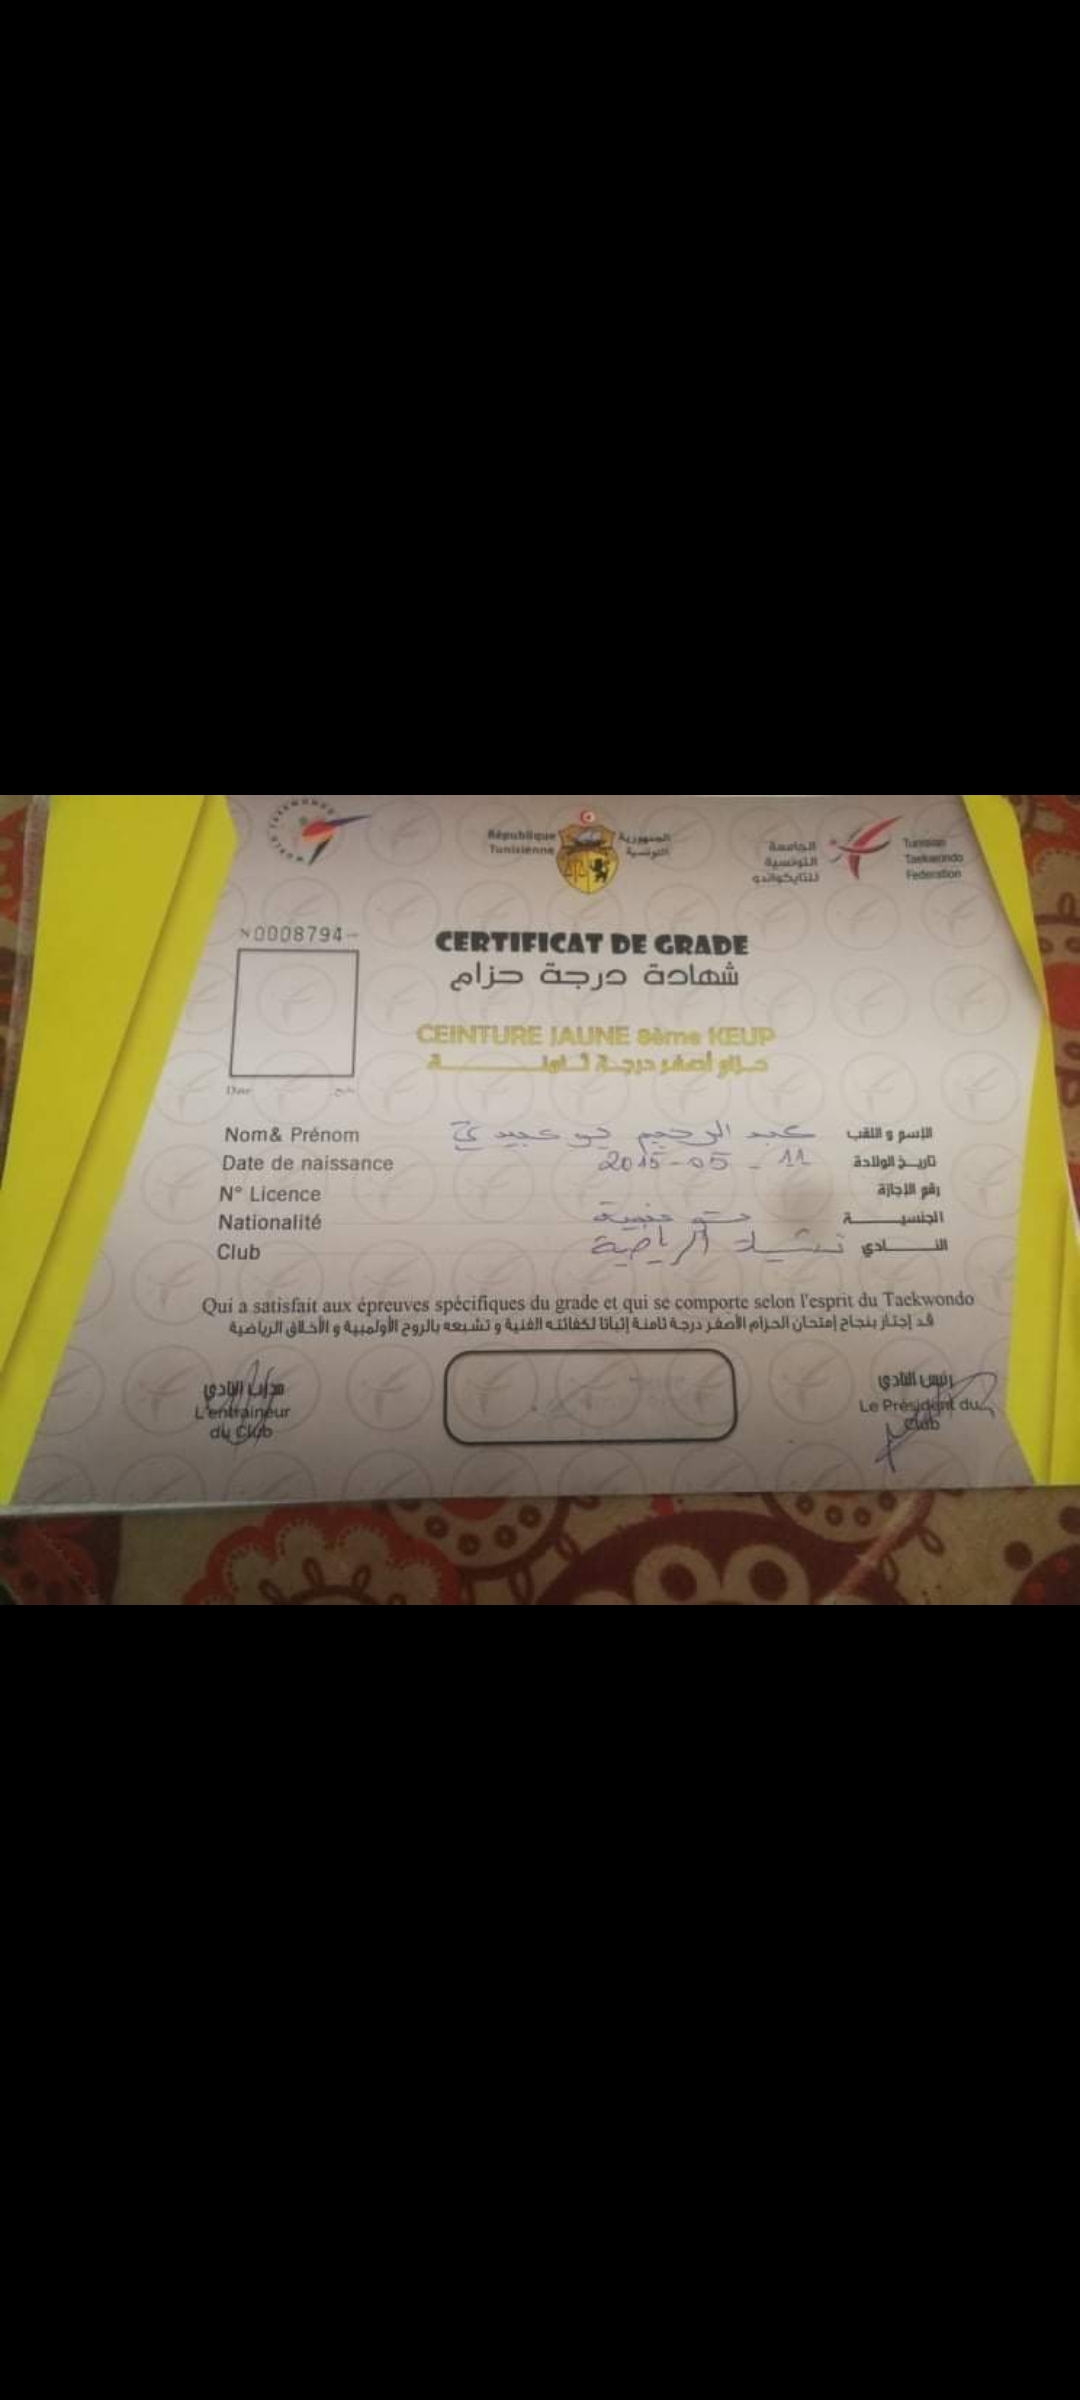 WORLD TAEKWONDO
République Tunisienne
الجمهورية التونسية
الجامعة التونسية للتايكواندو
Tunisian Taekwondo Federation
N0008794
CERTIFICAT DE GRADE
شهادة درجة حزام
CEINTURE JAUNE 8ème KEUP
حزام أصفر درجة ثامنة
Nom& Prénom عبد الرحيم بوعبيدي الإسم و اللقب
Date de naissance 2015-05-11 تاريخ الولادة
N° Licence رقم الاجازة
Nationalité تونسية الجنسية
Club الرياضية النادي
Qui a satisfait aux épreuves spécifiques du grade et qui se comporte selon l'esprit du Taekwondo
قد إجتاز بنجاح إمتحان الحزام الأصفر درجة ثامنة إثباتا لكفائته الفنية و تشبعه بالروح الأولمبية و الأخلاق الرياضية
مدرب النادي
L'entraineur
du Club
رئيس النادي
Le Président du
Club